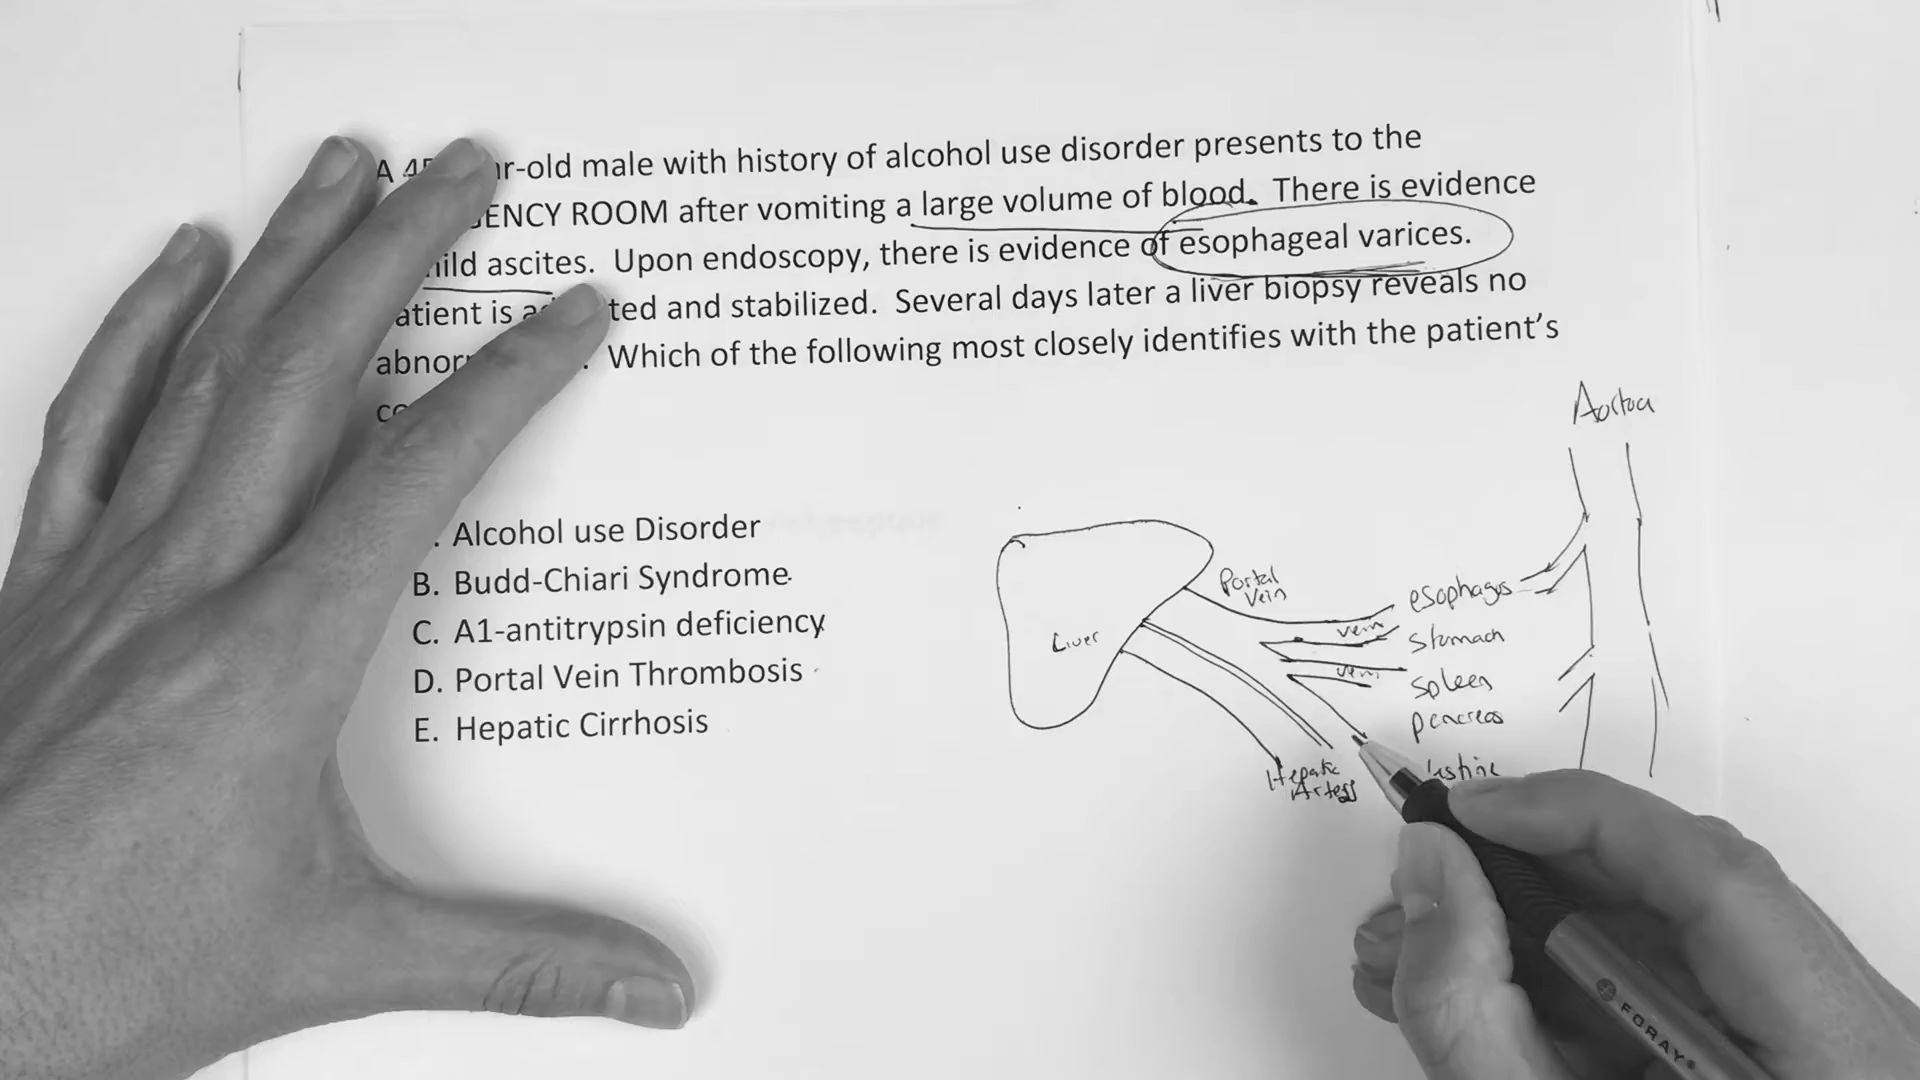 A 4 r-old male with history of alcohol use disorder presents to the
GENCY ROOM after vomiting a large volume of blood. There is evidence
ild ascites. Upon endoscopy, there is evidence of esophageal varices.
atient is a ted and stabilized. Several days later a liver biopsy reveals no
abnor . Which of the following most closely identifies with the patient's
co
. Alcohol use Disorder
B. Budd-Chiari Syndrome
C. A1-antitrypsin deficiency
D. Portal Vein Thrombosis
E. Hepatic Cirrhosis
Aorta
Portal
Vein
esophagus
vein
stomach
Liver
vein
spleen
pancreas
Hepatic
Artery
stine
FORAY